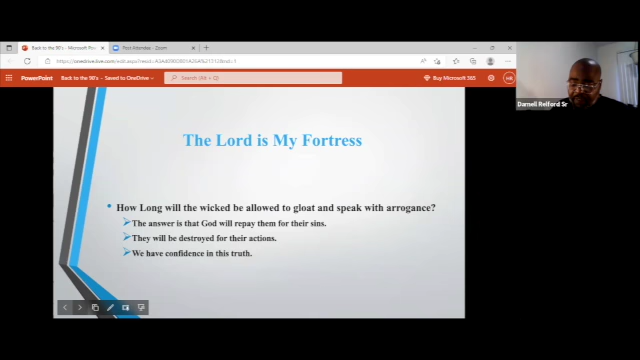 Back to the 90's - Microsoft Po
Post Attendee - Zoom
PowerPoint
Back to the 90's - Saved to OneDrive
Search (Alt + Q)
Buy Microsoft 365
HR
Darnell Relford Sr
The Lord is My Fortress
• How Long will the wicked be allowed to gloat and speak with arrogance?
➢The answer is that God will repay them for their sins.
➢They will be destroyed for their actions.
➢We have confidence in this truth.